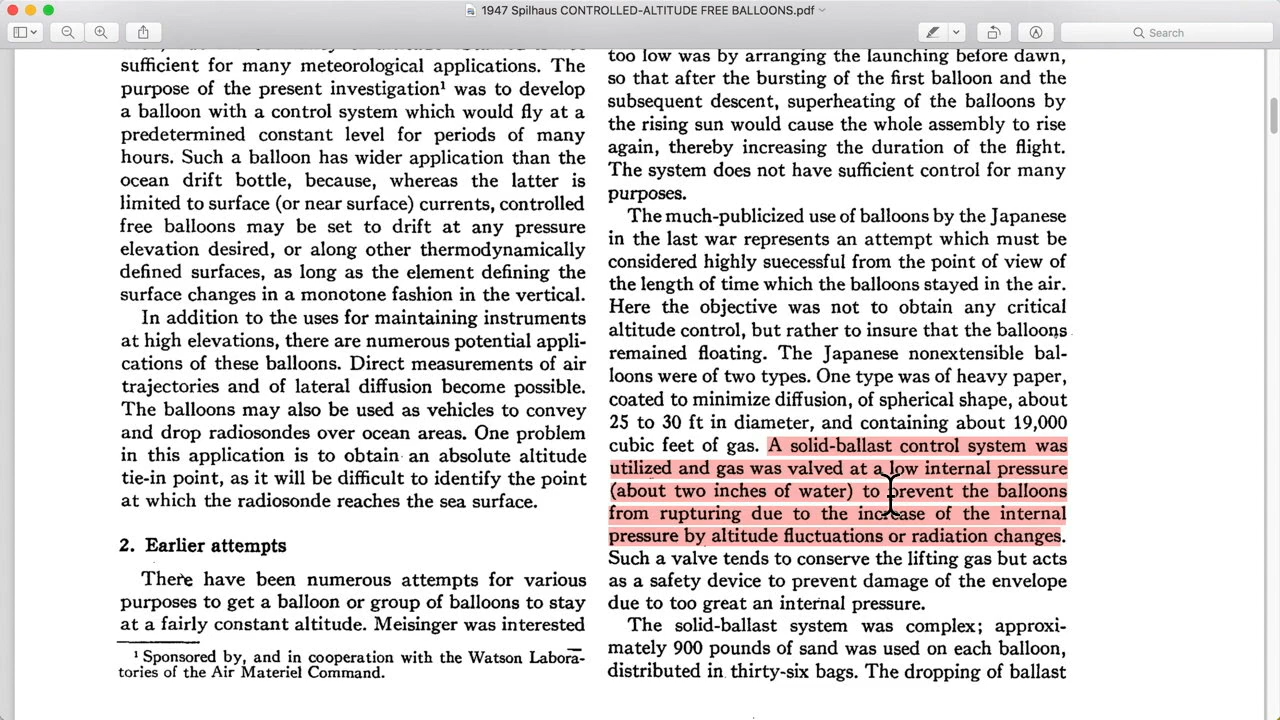 1947 Spilhaus CONTROLLED-ALTITUDE FREE BALLOONS.pdf
Search
sufficient for many meteorological applications. The
purpose of the present investigation¹ was to develop
a balloon with a control system which would fly at a
predetermined constant level for periods of many
hours. Such a balloon has wider application than the
ocean drift bottle, because, whereas the latter is
limited to surface (or near surface) currents, controlled
free balloons may be set to drift at any pressure
elevation desired, or along other thermodynamically
defined surfaces, as long as the element defining the
surface changes in a monotone fashion in the vertical.
In addition to the uses for maintaining instruments
at high elevations, there are numerous potential appli-
cations of these balloons. Direct measurements of air
trajectories and of lateral diffusion become possible.
The balloons may also be used as vehicles to convey
and drop radiosondes over ocean areas. One problem
in this application is to obtain an absolute altitude
tie-in point, as it will be difficult to identify the point
at which the radiosonde reaches the sea surface.
2. Earlier attempts
There have been numerous attempts for various
purposes to get a balloon or group of balloons to stay
at a fairly constant altitude. Meisinger was interested
¹ Sponsored by, and in cooperation with the Watson Labora-
tories of the Air Materiel Command.
too low was by arranging the launching before dawn,
so that after the bursting of the first balloon and the
subsequent descent, superheating of the balloons by
the rising sun would cause the whole assembly to rise
again, thereby increasing the duration of the flight.
The system does not have sufficient control for many
purposes.
The much-publicized use of balloons by the Japanese
in the last war represents an attempt which must be
considered highly successful from the point of view of
the length of time which the balloons stayed in the air.
Here the objective was not to obtain any critical
altitude control, but rather to insure that the balloons
remained floating. The Japanese nonextensible bal-
loons were of two types. One type was of heavy paper,
coated to minimize diffusion, of spherical shape, about
25 to 30 ft in diameter, and containing about 19,000
cubic feet of gas. A solid-ballast control system was
utilized and gas was valved at a low internal pressure
(about two inches of water) to prevent the balloons
from rupturing due to the increase of the internal
pressure by altitude fluctuations or radiation changes.
Such a valve tends to conserve the lifting gas but acts
as a safety device to prevent damage of the envelope
due to too great an internal pressure.
The solid-ballast system was complex; approxi-
mately 900 pounds of sand was used on each balloon,
distributed in thirty-six bags. The dropping of ballast